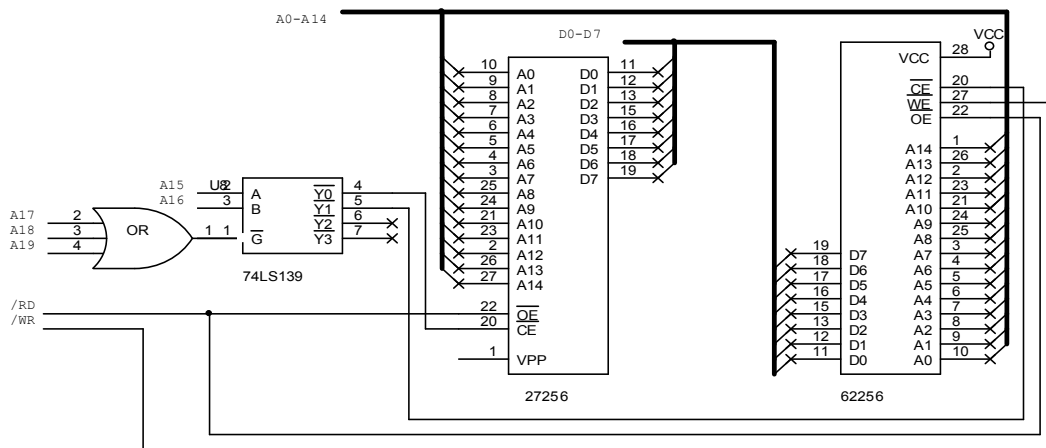 A0-A14
D0-D7
VCC
10 A0 D0 11
9 A1 D1 12
8 A2 D2 13
7 A3 D3 15
6 A4 D4 16
5 A5 D5 17
4 A6 D6 18
3 A7 D7 19
25 A8
24 A9
21 A10
23 A11
2 A12
26 A13
27 A14
22 OE
20 CE
1 VPP
27256
VCC 28
CE 20
WE 27
OE 22
A14 1
A13 26
A12 2
A11 23
A10 21
A9 24
A8 25
19 D7 A7 3
18 D6 A6 4
17 D5 A5 5
16 D4 A4 6
15 D3 A3 7
13 D2 A2 8
12 D1 A1 9
11 D0 A0 10
62256
A15 U8 2 A Y0 4
A16 3 B Y1 5
Y2 6
Y3 7
1 1 G
74LS139
A17 2
A18 3 OR
A19 4
/RD
/WR